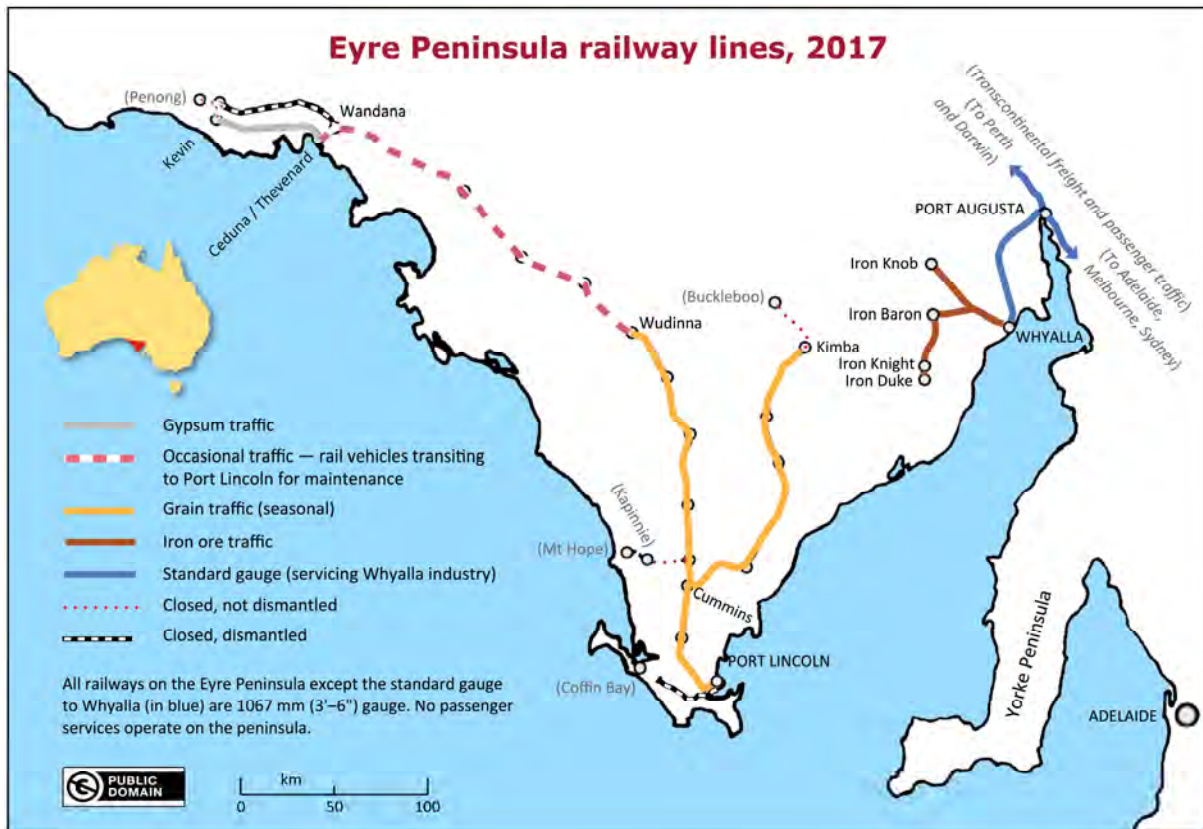 Eyre Peninsula railway lines, 2017
(Penong)
Wandana
Kevin
Ceduna / Thevenard
(Transcontinental freight and passenger traffic)
(To Perth
and Darwin)
PORT AUGUSTA
(To Adelaide,
Melbourne, Sydney)
Iron Knob
(Buckleboo)
Iron Baron
Wudinna
WHYALLA
Kimba
Iron Knight
Iron Duke
Gypsum traffic
Occasional traffic — rail vehicles transiting
to Port Lincoln for maintenance
Grain traffic (seasonal)
Iron ore traffic
Standard gauge (servicing Whyalla industry)
Closed, not dismantled
Closed, dismantled
(Kapinnie)
(Mt Hope)
Cummins
PORT LINCOLN
(Coffin Bay)
Yorke Peninsula
ADELAIDE
All railways on the Eyre Peninsula except the standard gauge
to Whyalla (in blue) are 1067 mm (3'–6") gauge. No passenger
services operate on the peninsula.
PUBLIC
DOMAIN
km
0 50 100